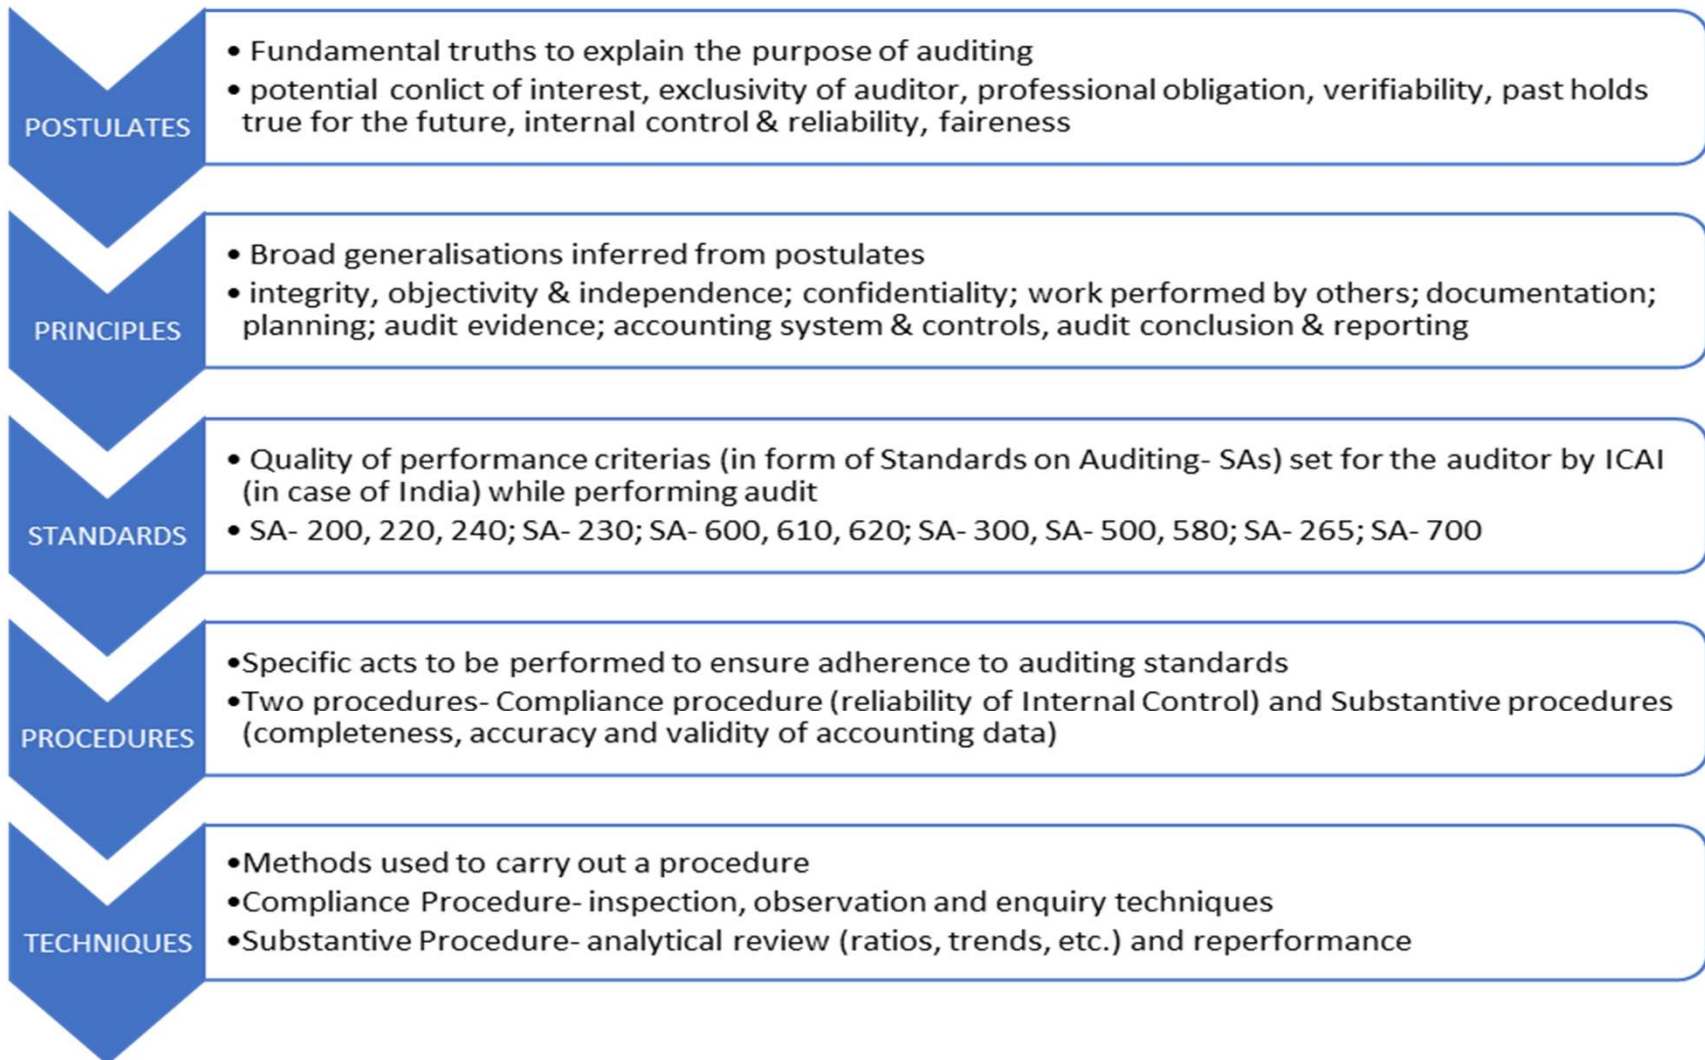 POSTULATES
• Fundamental truths to explain the purpose of auditing
• potential conlict of interest, exclusivity of auditor, professional obligation, verifiability, past holds
true for the future, internal control & reliability, faireness
PRINCIPLES
• Broad generalisations inferred from postulates
• integrity, objectivity & independence; confidentiality; work performed by others; documentation;
planning; audit evidence; accounting system & controls, audit conclusion & reporting
STANDARDS
• Quality of performance criterias (in form of Standards on Auditing- SAs) set for the auditor by ICAI
(in case of India) while performing audit
• SA- 200, 220, 240; SA- 230; SA- 600, 610, 620; SA- 300, SA- 500, 580; SA- 265; SA- 700
PROCEDURES
•Specific acts to be performed to ensure adherence to auditing standards
•Two procedures- Compliance procedure (reliability of Internal Control) and Substantive procedures
(completeness, accuracy and validity of accounting data)
TECHNIQUES
•Methods used to carry out a procedure
•Compliance Procedure- inspection, observation and enquiry techniques
•Substantive Procedure- analytical review (ratios, trends, etc.) and reperformance